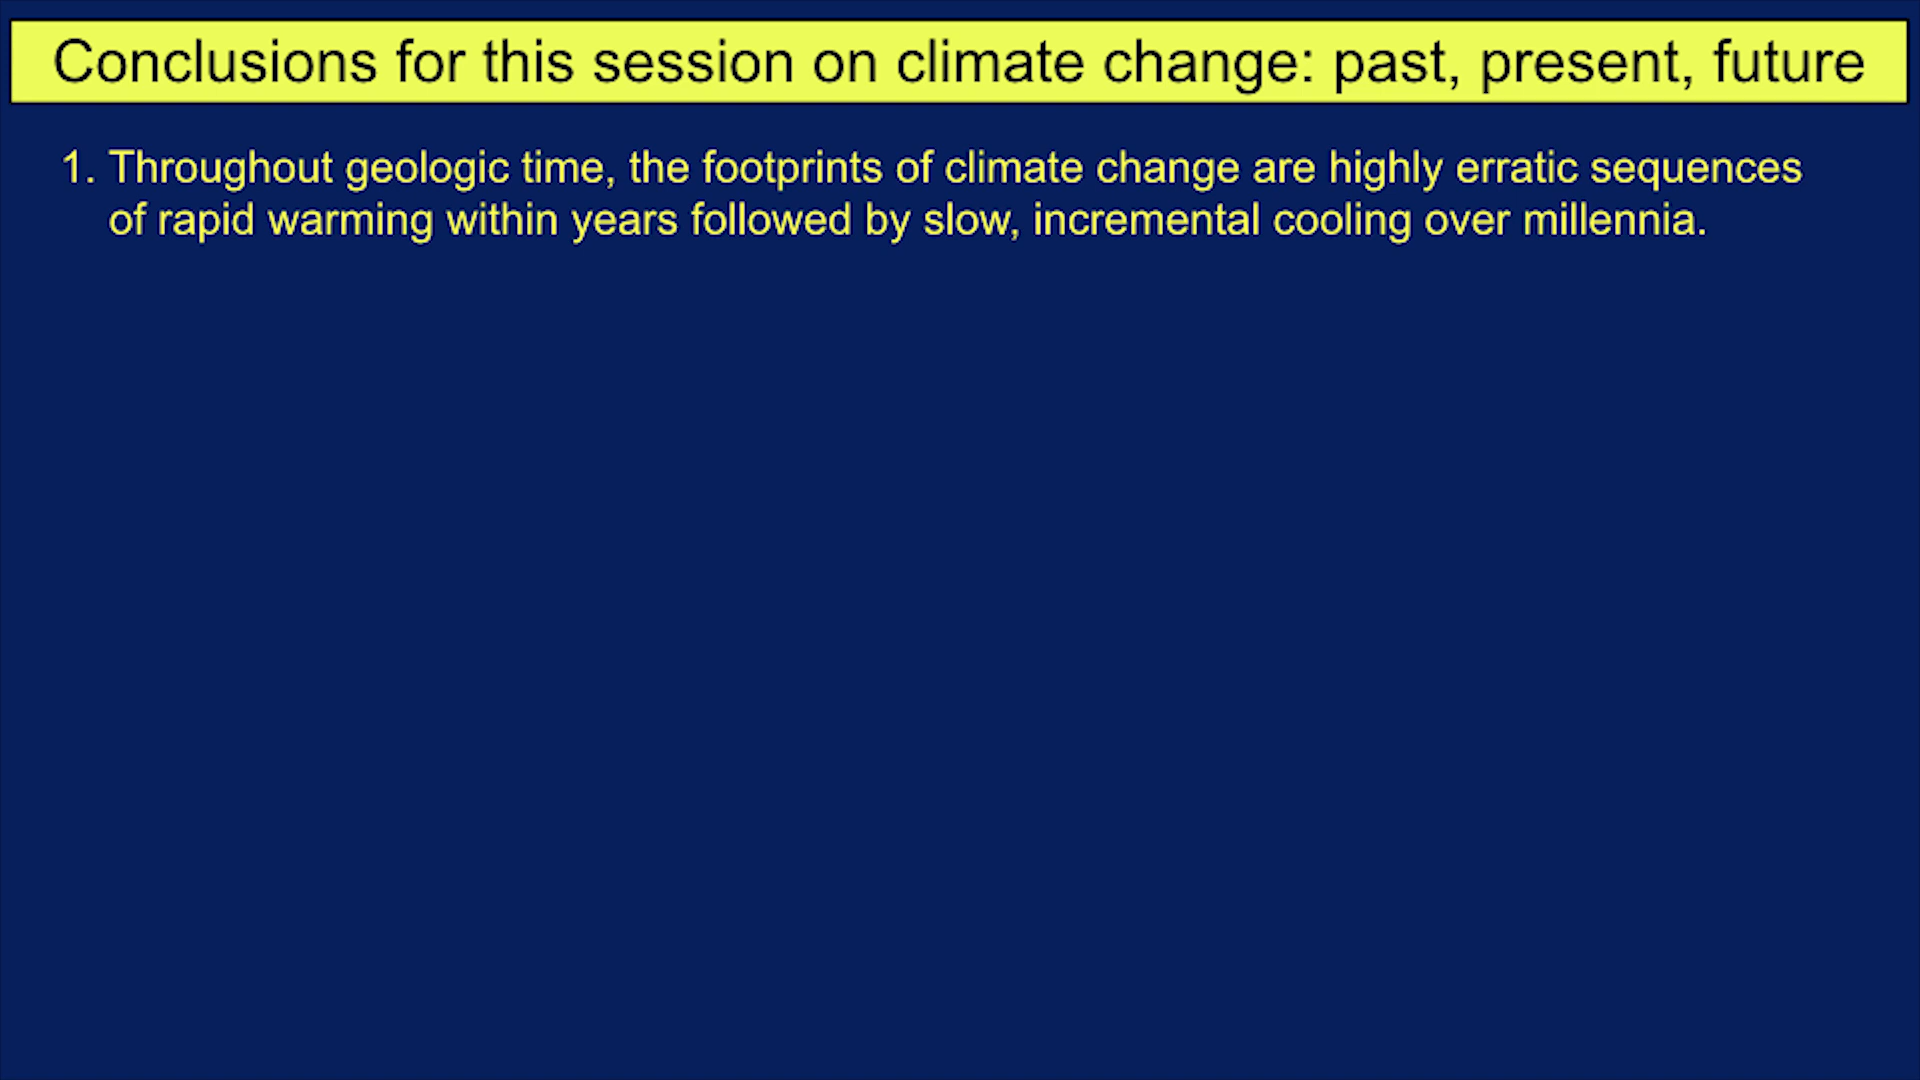 Conclusions for this session on climate change: past, present, future
1. Throughout geologic time, the footprints of climate change are highly erratic sequences
of rapid warming within years followed by slow, incremental cooling over millennia.